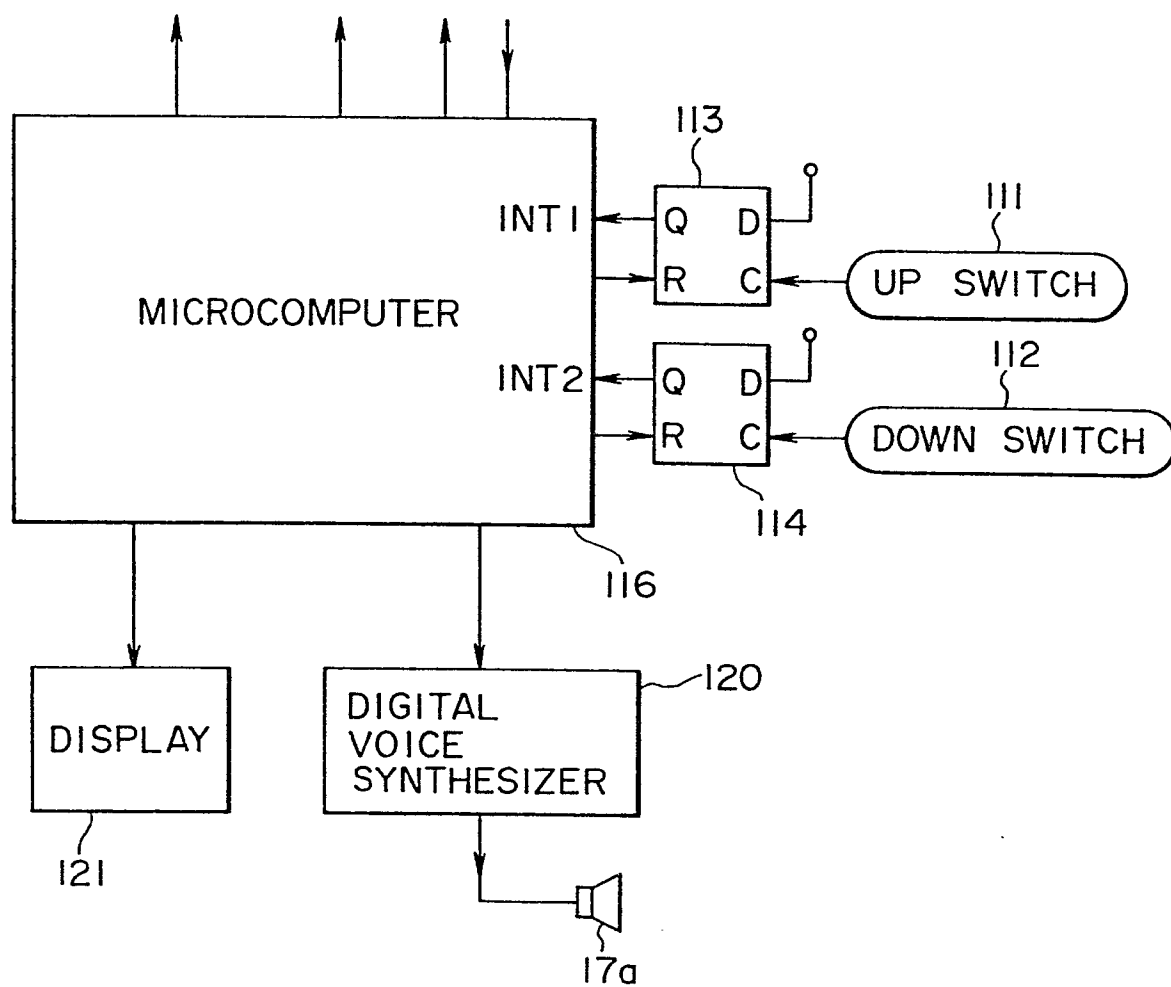 113
111
INT1
Q D
R C
UP SWITCH
MICROCOMPUTER
112
INT2
Q D
R C
DOWN SWITCH
114
116
120
DISPLAY
DIGITAL
VOICE
SYNTHESIZER
121
17a